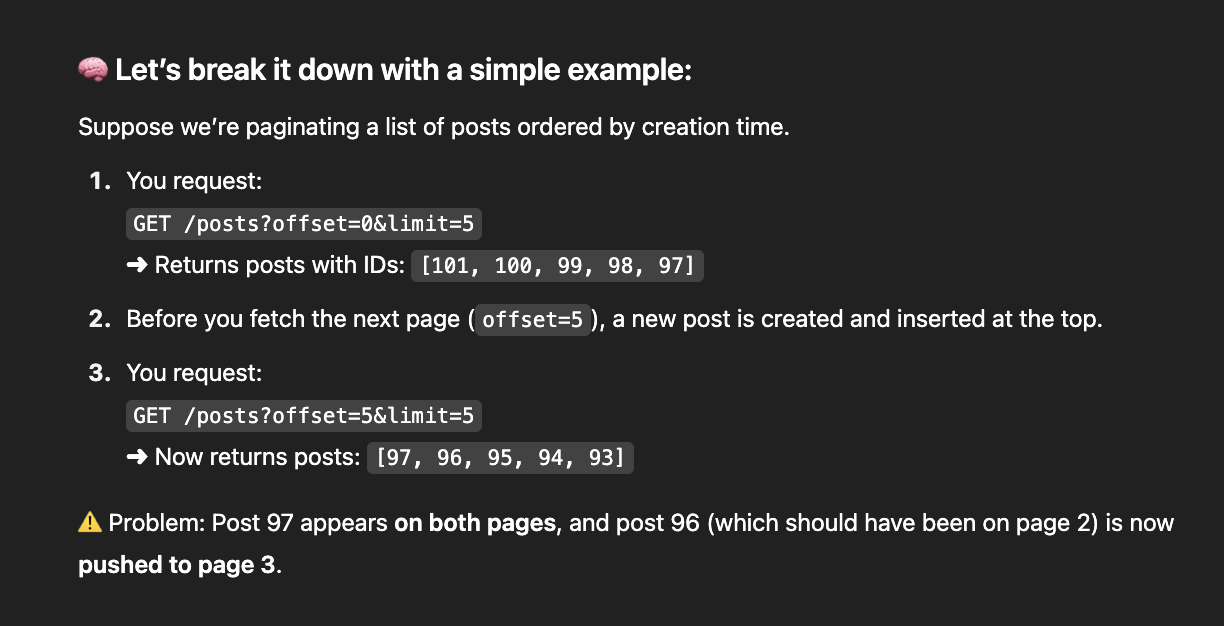 🧠 Let’s break it down with a simple example:
Suppose we’re paginating a list of posts ordered by creation time.
1. You request:
GET /posts?offset=0&limit=5
➜ Returns posts with IDs: [101, 100, 99, 98, 97]
2. Before you fetch the next page (offset=5), a new post is created and inserted at the top.
3. You request:
GET /posts?offset=5&limit=5
➜ Now returns posts: [97, 96, 95, 94, 93]
⚠️ Problem: Post 97 appears on both pages, and post 96 (which should have been on page 2) is now
pushed to page 3.